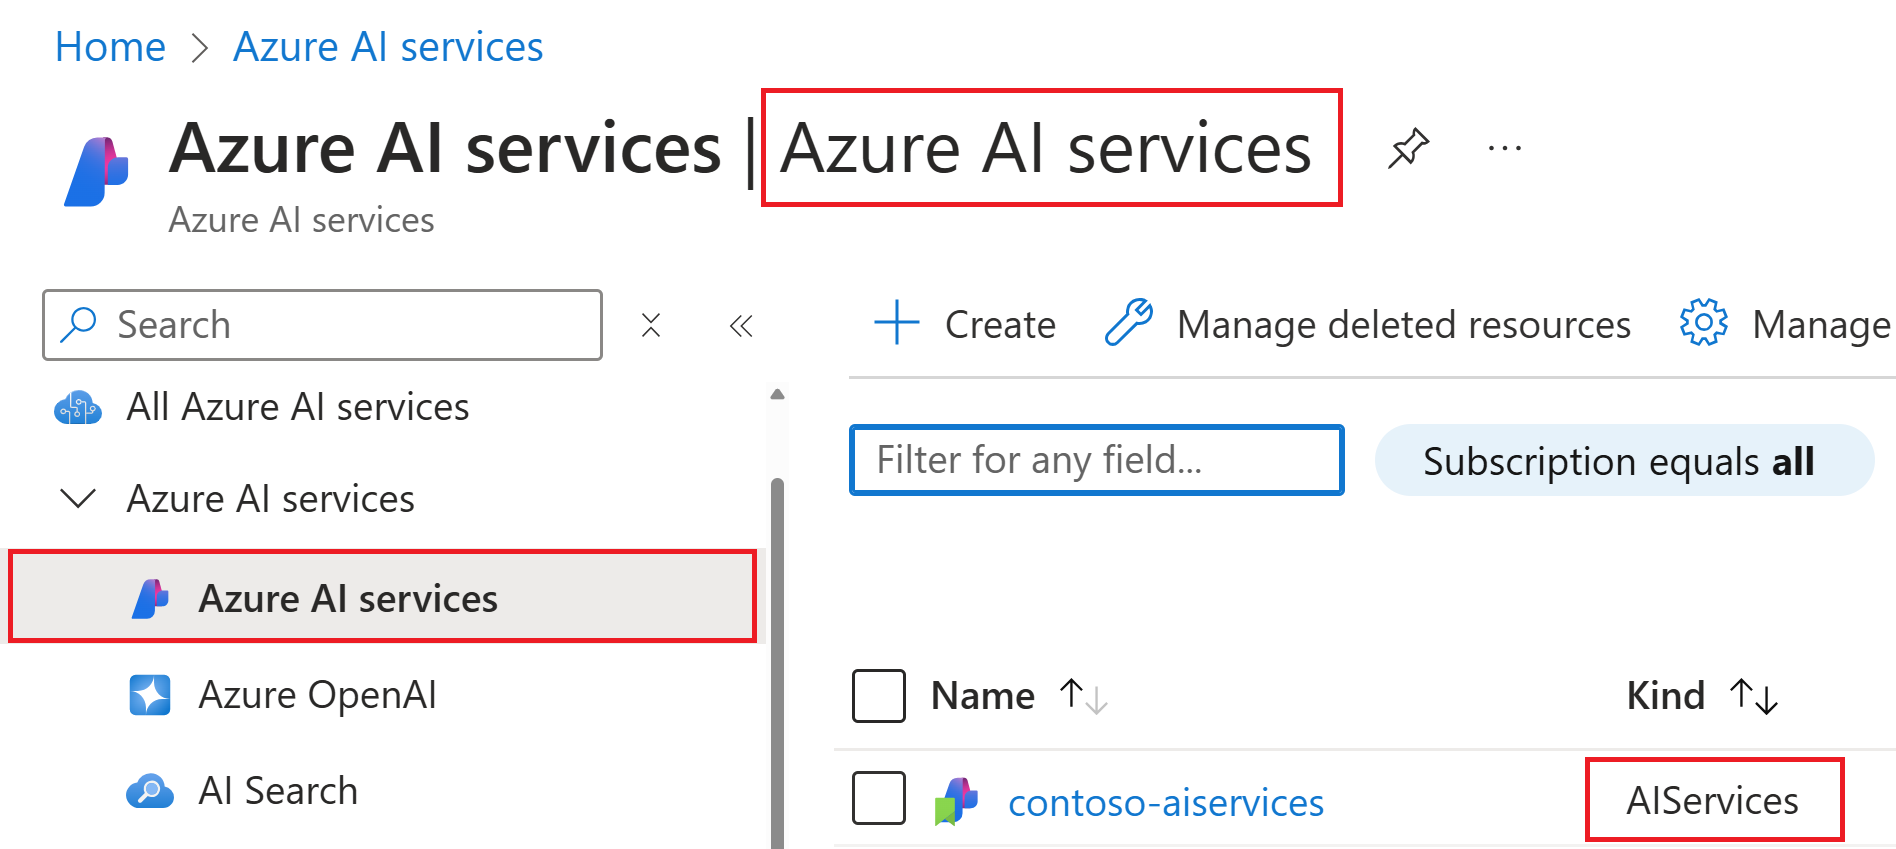 Home > Azure AI services
Azure AI services | Azure AI services ...
Azure AI services
Search
All Azure AI services
Azure AI services
Azure AI services
Azure OpenAI
AI Search
Create Manage deleted resources Manage
Filter for any field... Subscription equals all
Name Kind
contoso-aiservices AIServices